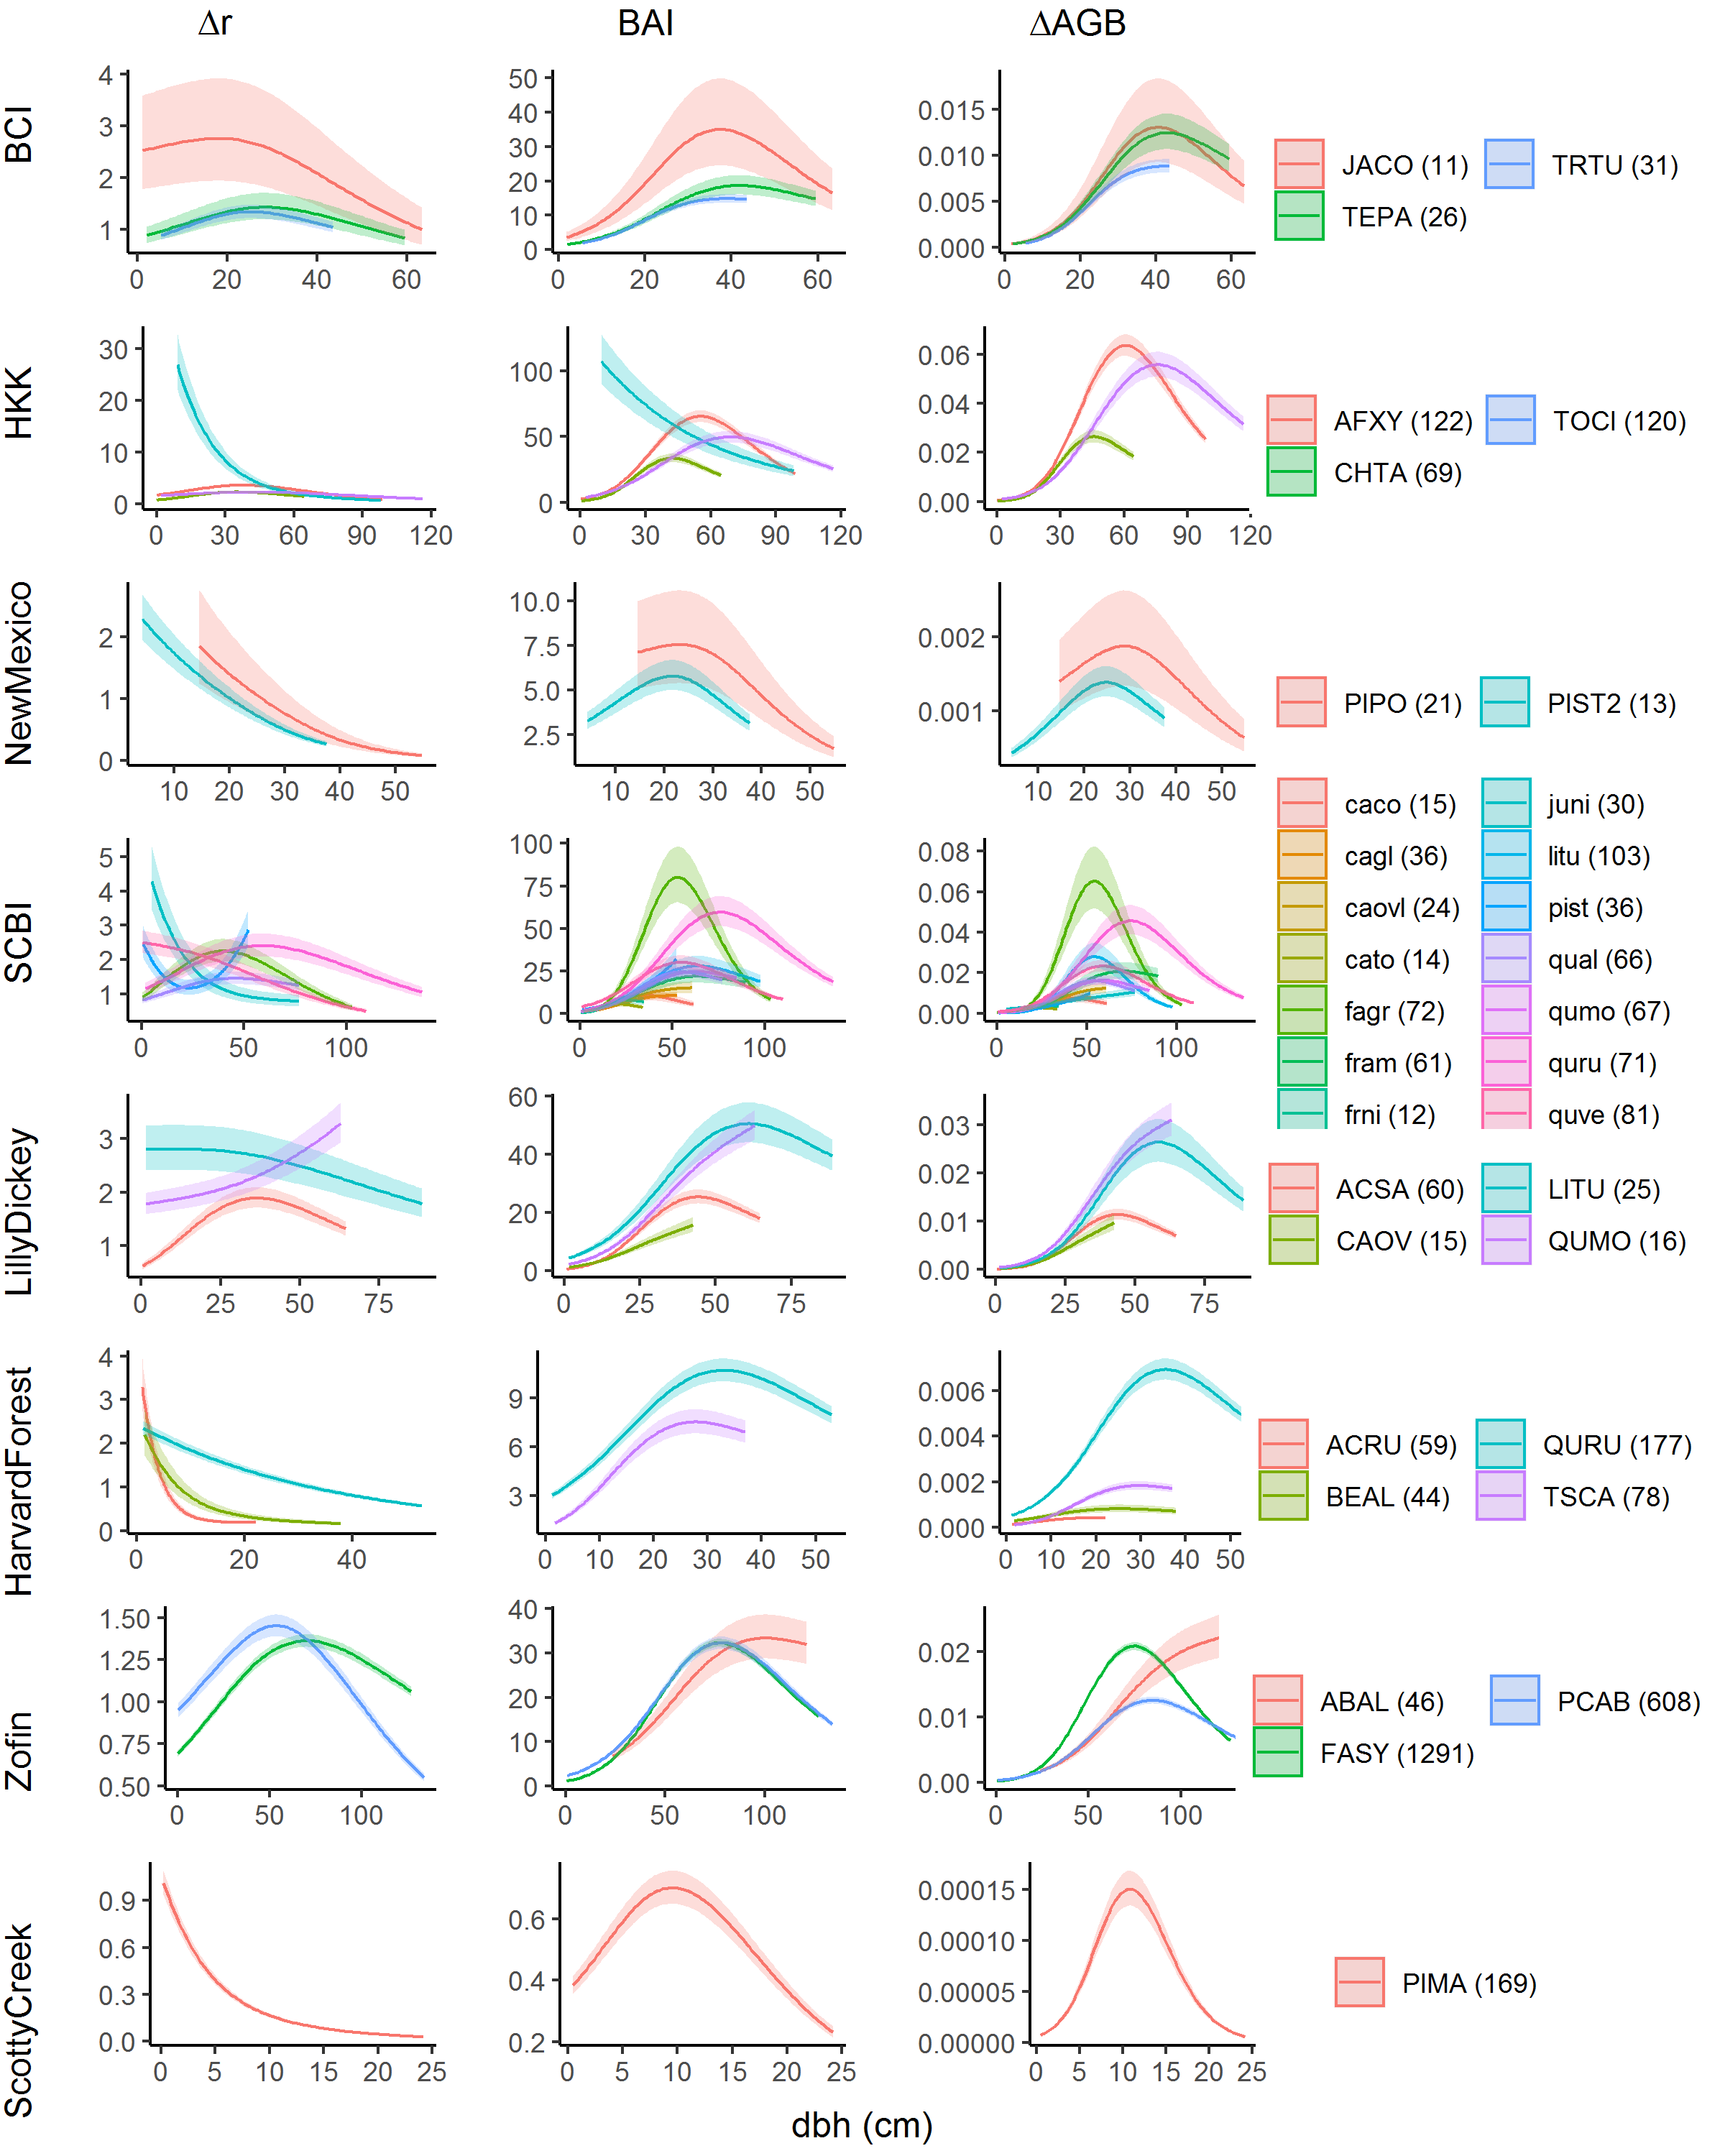 Δr BAI ΔAGB
BCI
4
3
2
1
0 20 40 60
50
40
30
20
10
0
0 20 40 60
0.015
0.010
0.005
0.000
0 20 40 60
JACO (11) TRTU (31)
TEPA (26)
HKK
30
20
10
0
0 30 60 90 120
100
50
0
0 30 60 90 120
0.06
0.04
0.02
0.00
0 30 60 90 120
AFXY (122) TOCI (120)
CHTA (69)
NewMexico
2
1
0
10 20 30 40 50
10.0
7.5
5.0
2.5
10 20 30 40 50
0.002
0.001
10 20 30 40 50
PIPO (21) PIST2 (13)
SCBI
5
4
3
2
1
0 50 100
100
75
50
25
0
0 50 100
0.08
0.06
0.04
0.02
0.00
0 50 100
caco (15) juni (30)
cagl (36) litu (103)
caovl (24) pist (36)
cato (14) qual (66)
fagr (72) qumo (67)
fram (61) quru (71)
frni (12) quve (81)
LillyDickey
3
2
1
0 25 50 75
60
40
20
0
0 25 50 75
0.03
0.02
0.01
0.00
0 25 50 75
ACSA (60) LITU (25)
CAOV (15) QUMO (16)
HarvardForest
4
3
2
1
0
0 20 40
9
6
3
0 10 20 30 40 50
0.006
0.004
0.002
0.000
0 10 20 30 40 50
ACRU (59) QURU (177)
BEAL (44) TSCA (78)
Zofin
1.50
1.25
1.00
0.75
0.50
0 50 100
40
30
20
10
0
0 50 100
0.02
0.01
0.00
0 50 100
ABAL (46) PCAB (608)
FASY (1291)
ScottyCreek
0.9
0.6
0.3
0.0
0 5 10 15 20 25
0.6
0.4
0.2
0 5 10 15 20 25
0.00015
0.00010
0.00005
0.00000
0 5 10 15 20 25
PIMA (169)
dbh (cm)